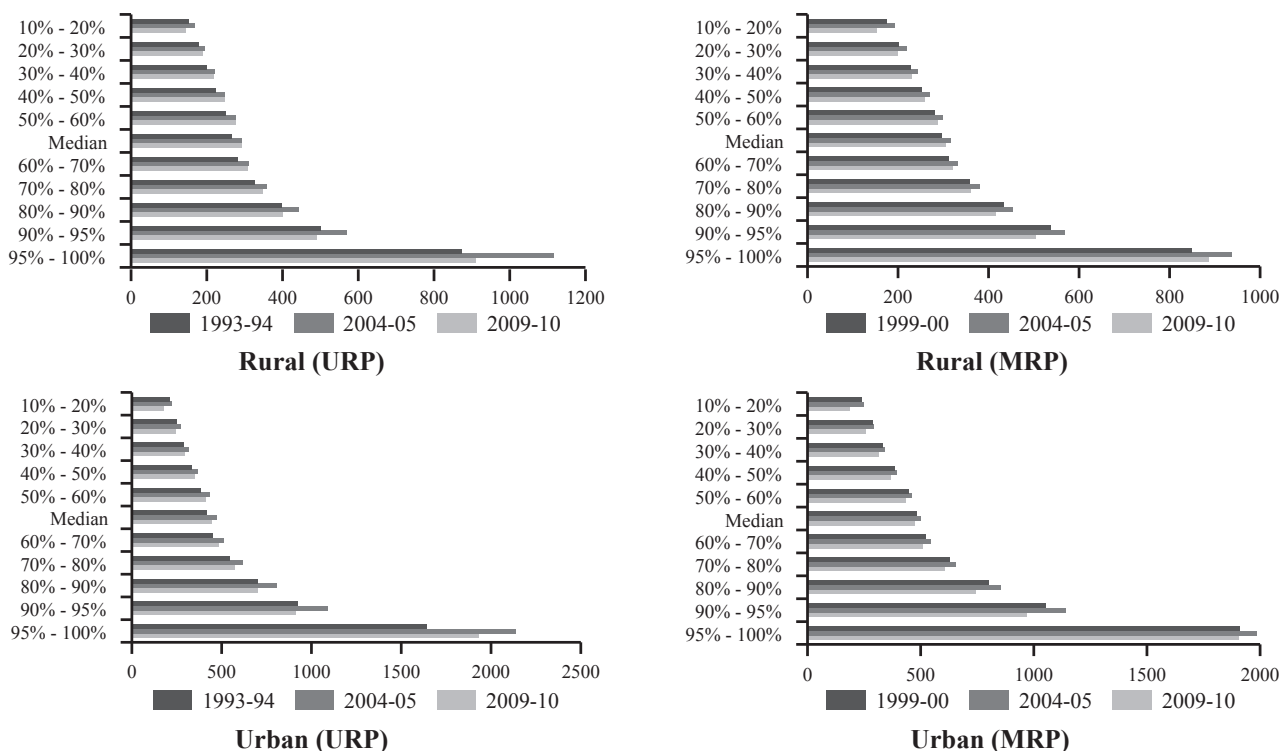 10% - 20%
20% - 30%
30% - 40%
40% - 50%
50% - 60%
Median
60% - 70%
70% - 80%
80% - 90%
90% - 95%
95% - 100%
0 200 400 600 800 1000 1200
1993-94 2004-05 2009-10
Rural (URP)
10% - 20%
20% - 30%
30% - 40%
40% - 50%
50% - 60%
Median
60% - 70%
70% - 80%
80% - 90%
90% - 95%
95% - 100%
0 200 400 600 800 1000
1999-00 2004-05 2009-10
Rural (MRP)
10% - 20%
20% - 30%
30% - 40%
40% - 50%
50% - 60%
Median
60% - 70%
70% - 80%
80% - 90%
90% - 95%
95% - 100%
0 500 1000 1500 2000 2500
1993-94 2004-05 2009-10
Urban (URP)
10% - 20%
20% - 30%
30% - 40%
40% - 50%
50% - 60%
Median
60% - 70%
70% - 80%
80% - 90%
90% - 95%
95% - 100%
0 500 1000 1500 2000
1999-00 2004-05 2009-10
Urban (MRP)